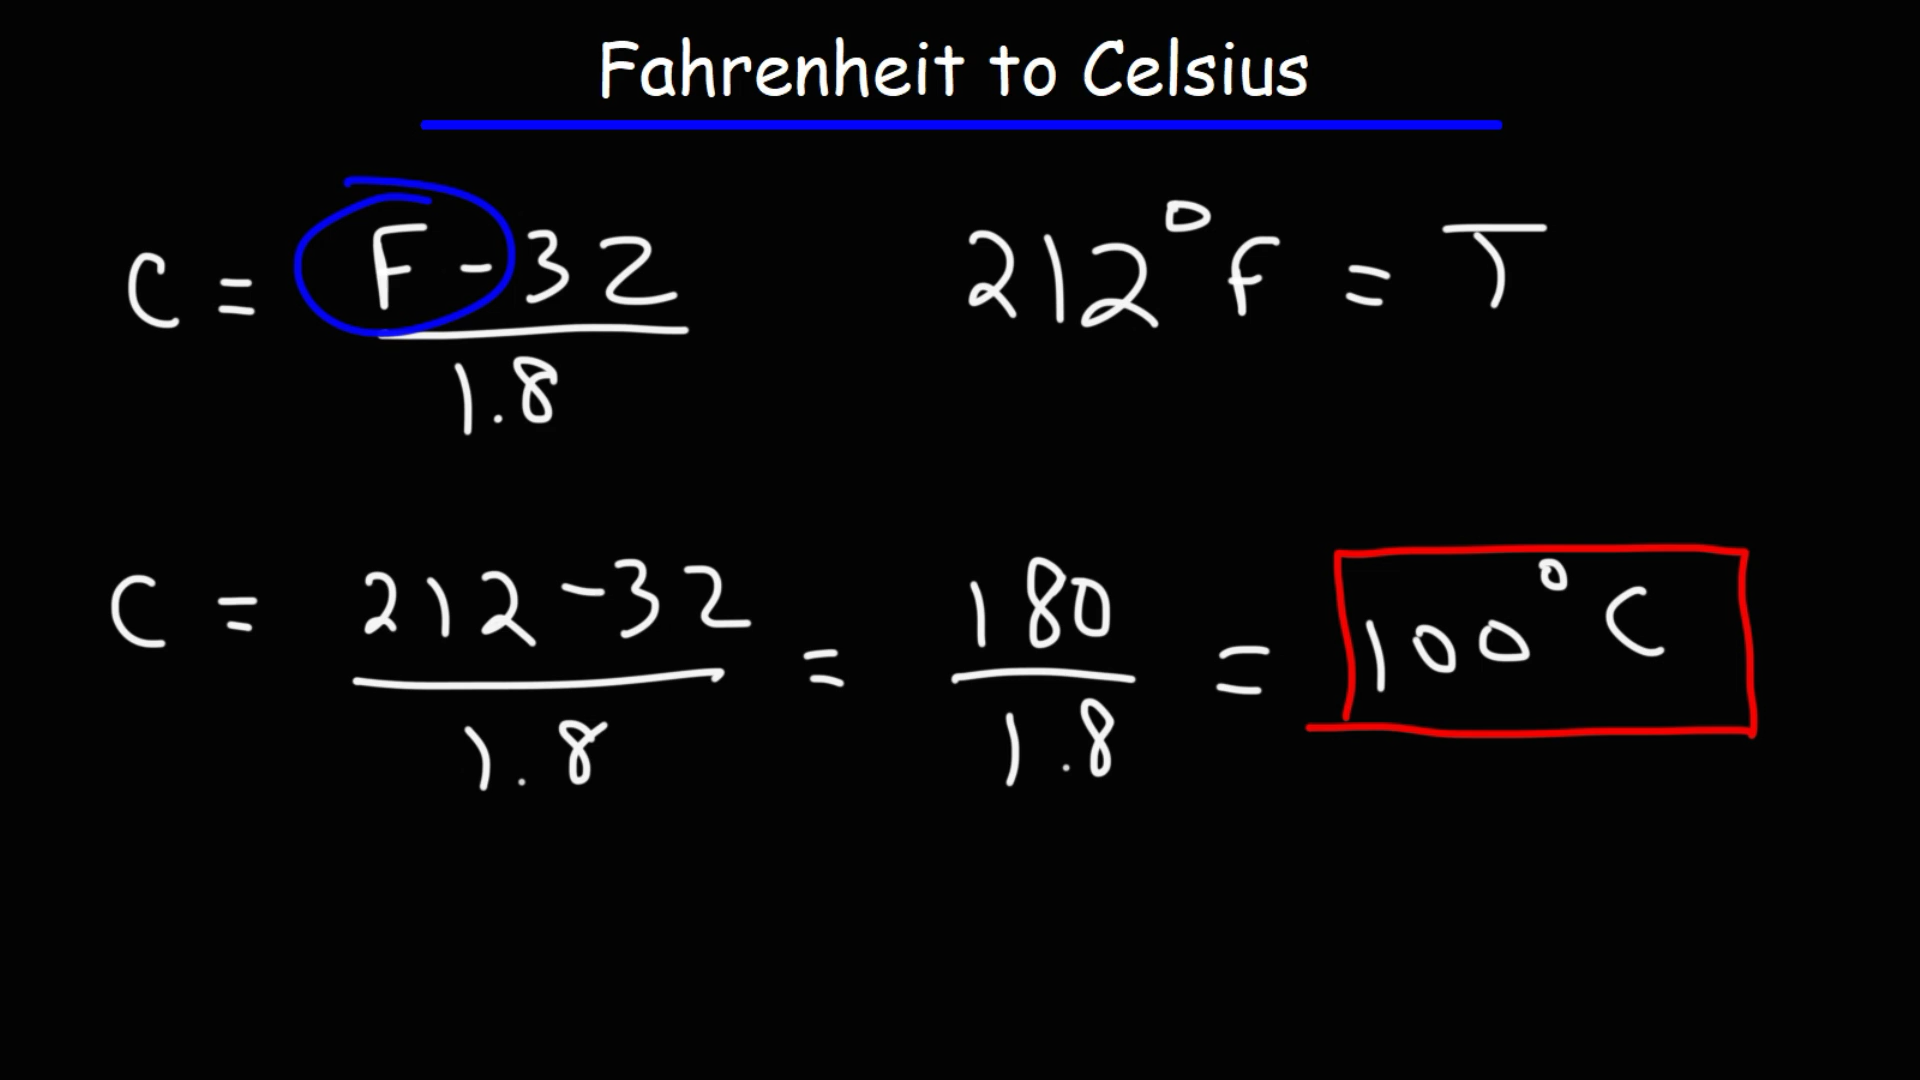 Fahrenheit to Celsius
C = F - 32 / 1.8
212°F = T
C = 212 - 32 / 1.8 = 180 / 1.8 = 100°C